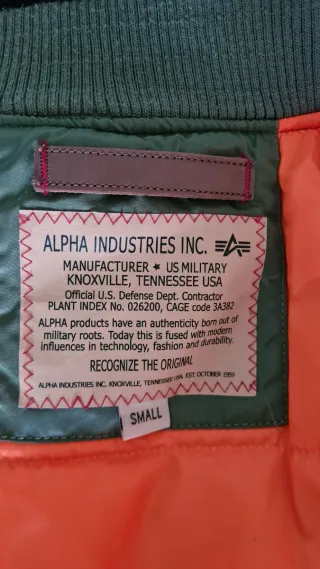 ALPHA INDUSTRIES INC.
MANUFACTURER ★ US MILITARY
KNOXVILLE, TENNESSEE USA
Official U.S. Defense Dept. Contractor
PLANT INDEX No. 026200, CAGE code 3A382
ALPHA products have an authenticity born out of
military roots. Today this is fused with modern
influences in technology, fashion and durability.
RECOGNIZE THE ORIGINAL
ALPHA INDUSTRIES INC. KNOXVILLE, TENNESSEE USA. EST. OCTOBER 1959
SMALL